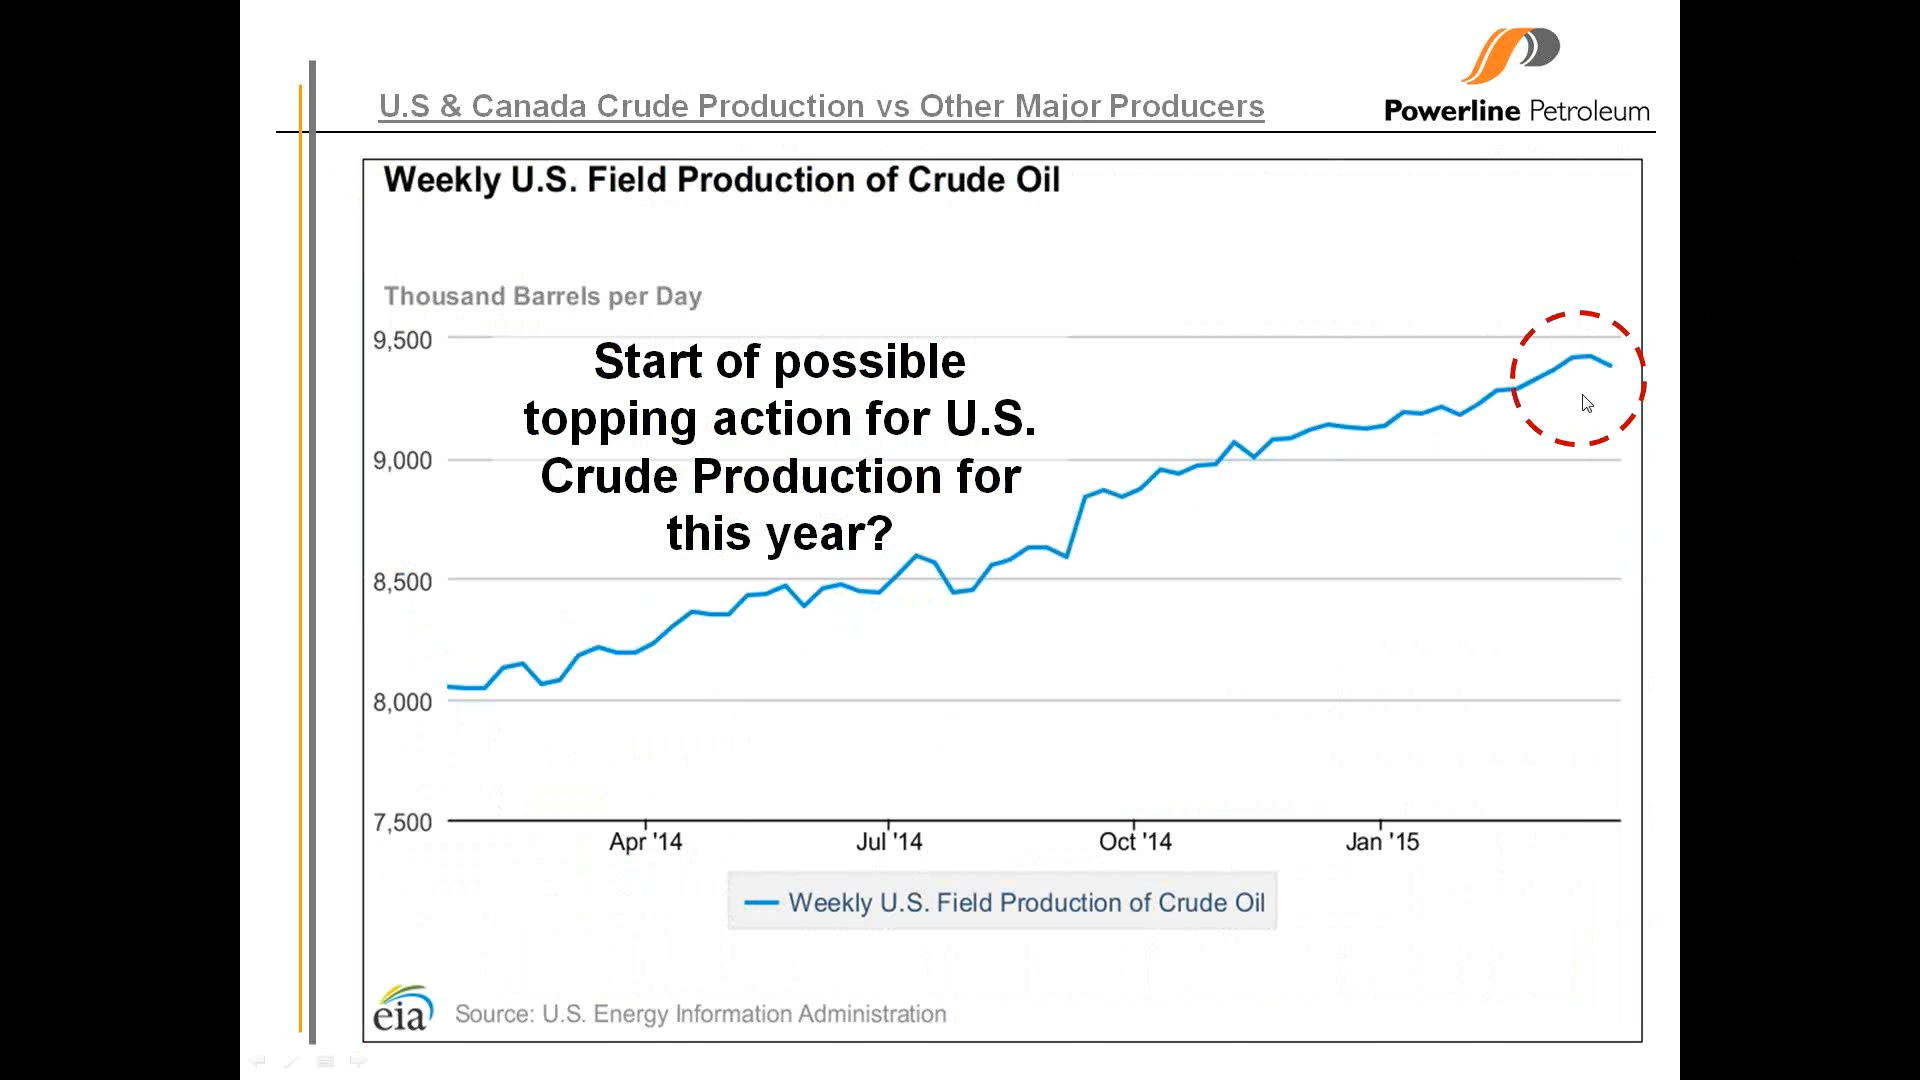 U.S & Canada Crude Production vs Other Major Producers
Powerline Petroleum
Weekly U.S. Field Production of Crude Oil
Thousand Barrels per Day
9,500
Start of possible
topping action for U.S.
9,000
Crude Production for
this year?
8,500
8,000
7,500
Apr '14
Jul '14
Oct '14
Jan '15
Weekly U.S. Field Production of Crude Oil
eia
Source: U.S. Energy Information Administration